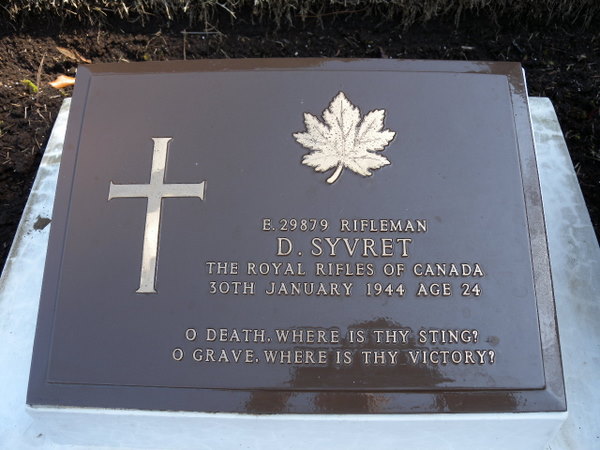 E. 29879 RIFLEMAN
D. SYVRET
THE ROYAL RIFLES OF CANADA
30TH JANUARY 1944 AGE 24
O DEATH, WHERE IS THY STING?
O GRAVE, WHERE IS THY VICTORY?